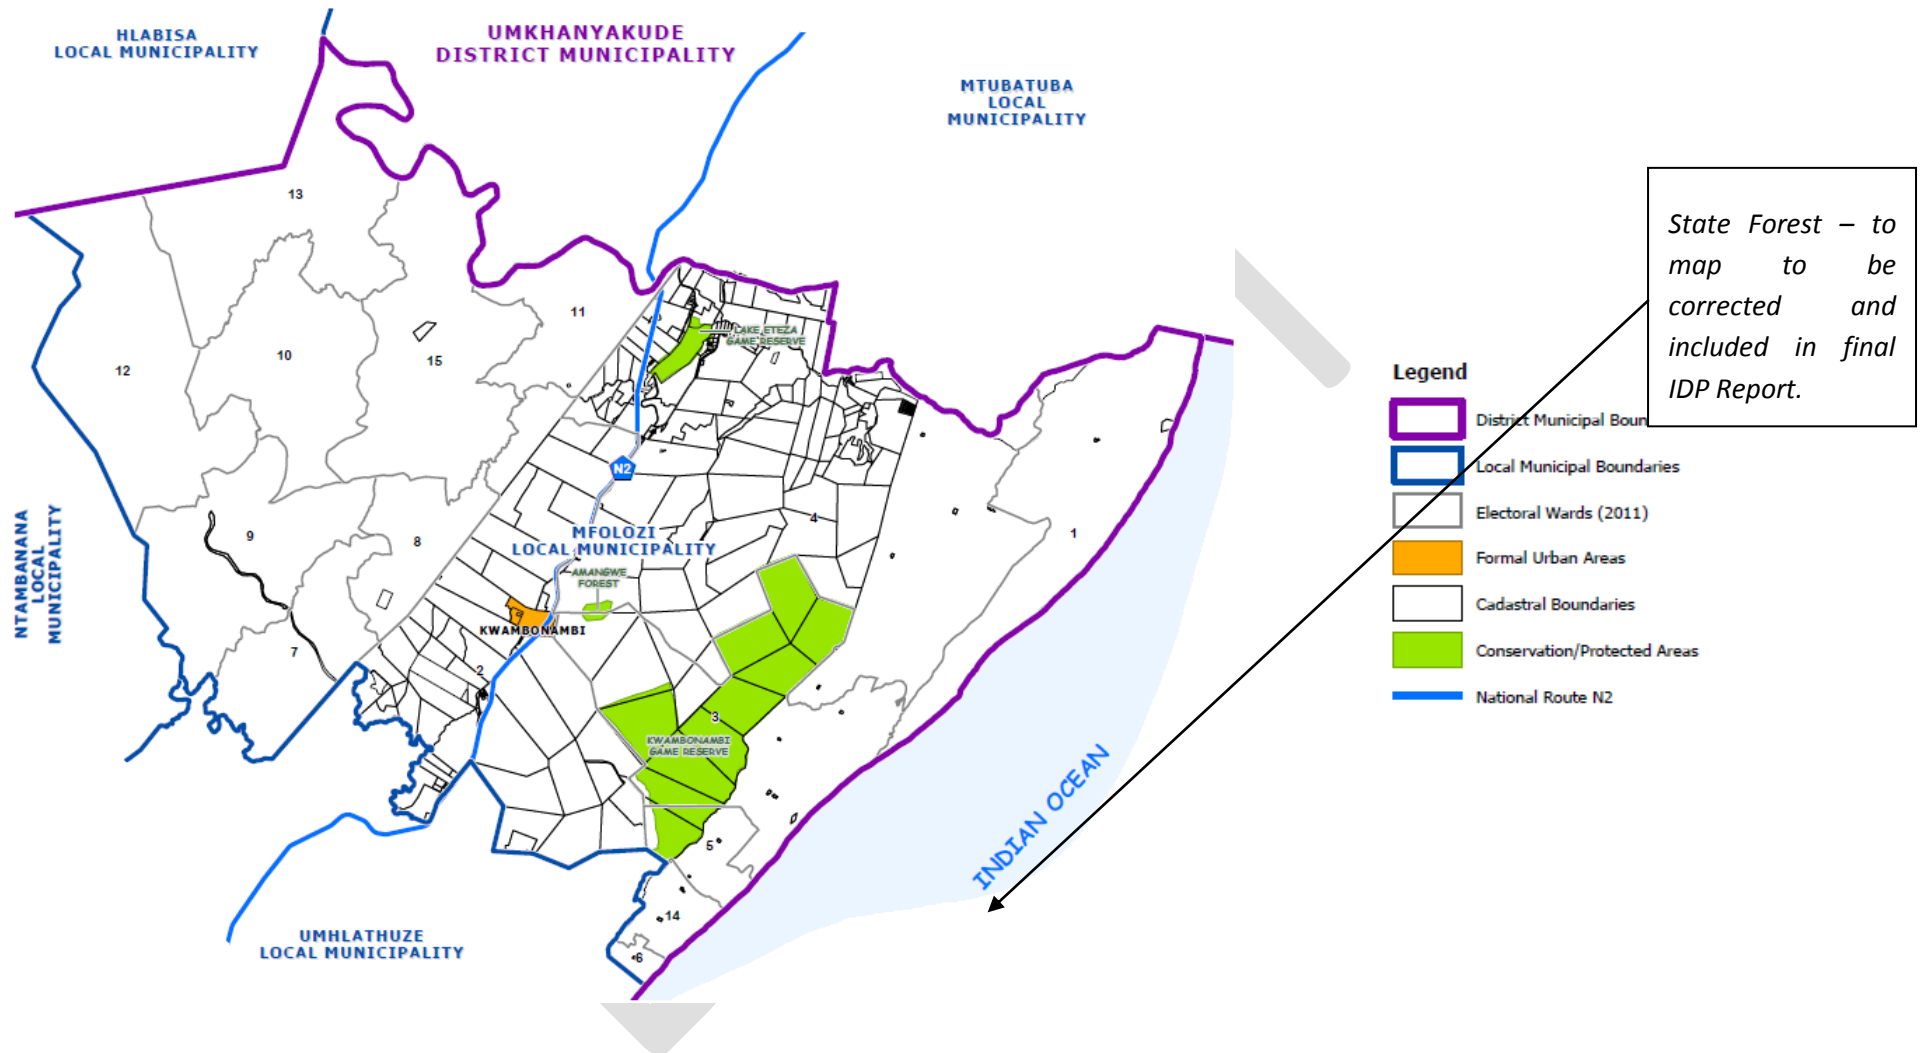 HLABISA
LOCAL MUNICIPALITY
UMKHANYAKUDE
DISTRICT MUNICIPALITY
MTUBATUBA
LOCAL
MUNICIPALITY
13
11
10
15
12
LAKE ETEZA
GAME RESERVE
N2
4
1
MFOLOZI
LOCAL MUNICIPALITY
9
8
NTAMBANANA
LOCAL
MUNICIPALITY
AMANGWE
FOREST
KWAMBONAMBI
7
2
3
KWAMBONAMBI
GAME RESERVE
5
14
6
INDIAN OCEAN
UMHLATHUZE
LOCAL MUNICIPALITY
State Forest – to
map to be
corrected and
included in final
IDP Report.
Legend
District Municipal Boun
Local Municipal Boundaries
Electoral Wards (2011)
Formal Urban Areas
Cadastral Boundaries
Conservation/Protected Areas
National Route N2